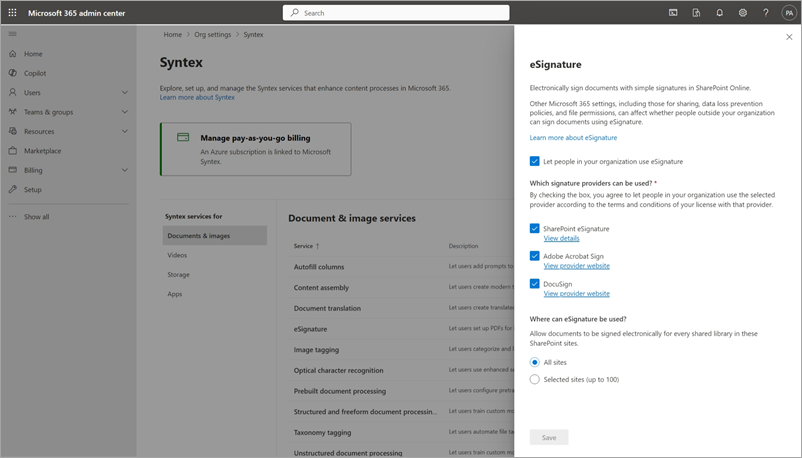 Microsoft 365 admin center
Search
PA
Home
Copilot
Users
Teams & groups
Resources
Marketplace
Billing
Setup
Show all
Home > Org settings > Syntex
Syntex
Explore, set up, and manage the Syntex services that enhance content processes in Microsoft 365.
Learn more about Syntex
Manage pay-as-you-go billing
An Azure subscription is linked to Microsoft
Syntex.
Syntex services for
Documents & images
Videos
Storage
Apps
Document & image services
Service ↑ Description
Autofill columns Let users add prompts to
Content assembly Let users create modern
Document translation Let users create translated
eSignature Let users set up PDFs for
Image tagging Let users categorize and
Optical character recognition Let users use enhanced
Prebuilt document processing Let users configure
Structured and freeform document processin... Let users train custom
Taxonomy tagging Let users automate file
Unstructured document processing Let users train custom
eSignature
Electronically sign documents with simple signatures in SharePoint Online.
Other Microsoft 365 settings, including those for sharing, data loss prevention
policies, and file permissions, can affect whether people outside your organization
can sign documents using eSignature.
Learn more about eSignature
Let people in your organization use eSignature
Which signature providers can be used? *
By checking the box, you agree to let people in your organization use the selected
provider according to the terms and conditions of your license with that provider.
SharePoint eSignature
View details
Adobe Acrobat Sign
View provider website
DocuSign
View provider website
Where can eSignature be used?
Allow documents to be signed electronically for every shared library in these
SharePoint sites.
All sites
Selected sites (up to 100)
Save